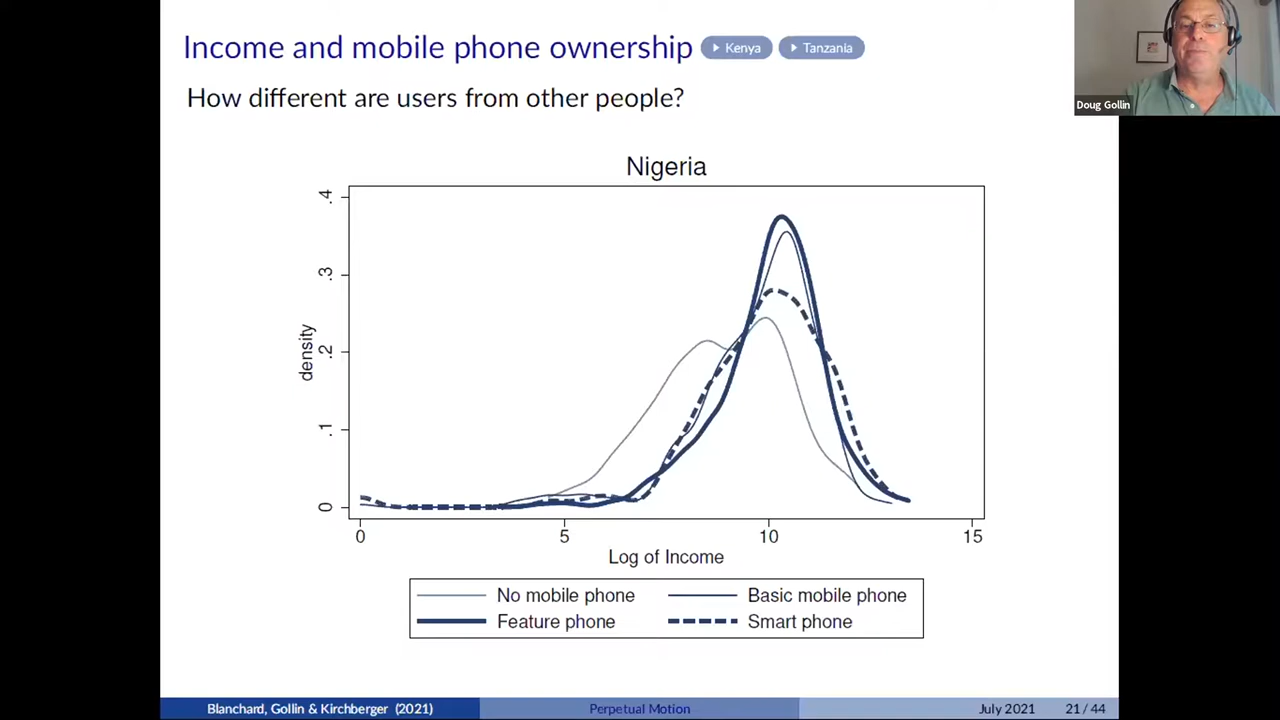 Income and mobile phone ownership
Kenya
Tanzania
Doug Gollin
How different are users from other people?
Nigeria
density
.4
.3
.2
.1
0
0 5 10 15
Log of Income
No mobile phone
Basic mobile phone
Feature phone
Smart phone
Blanchard, Gollin & Kirchberger (2021)
Perpetual Motion
July 2021
21 / 44